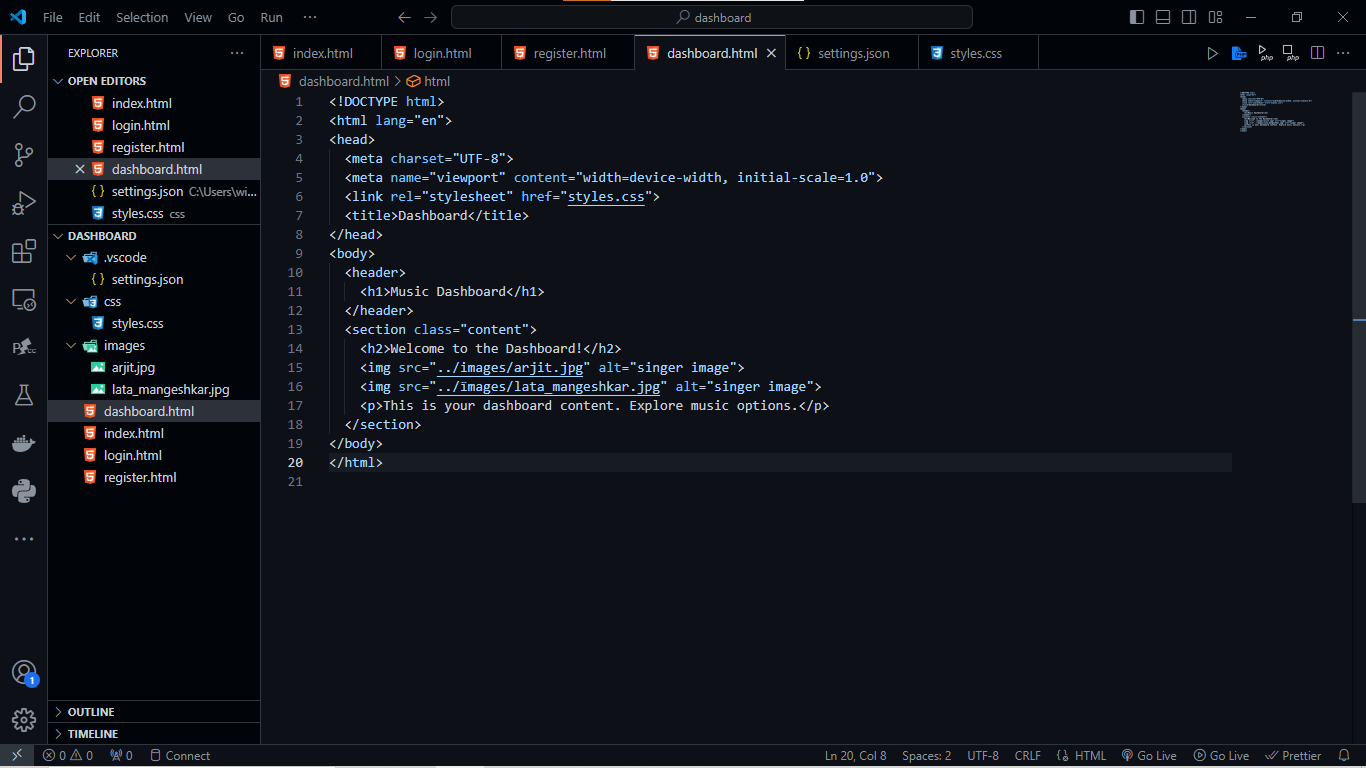 File Edit Selection View Go Run ···
dashboard
EXPLORER ···
OPEN EDITORS
index.html
login.html
register.html
dashboard.html
settings.json C:\Users\wi...
styles.css css
DASHBOARD
.vscode
settings.json
css
styles.css
images
arjit.jpg
lata_mangeshkar.jpg
dashboard.html
index.html
login.html
register.html
OUTLINE
TIMELINE
index.html login.html register.html dashboard.html settings.json styles.css
php php
dashboard.html > html
1 <!DOCTYPE html>
2 <html lang="en">
3 <head>
4 <meta charset="UTF-8">
5 <meta name="viewport" content="width=device-width, initial-scale=1.0">
6 <link rel="stylesheet" href="styles.css">
7 <title>Dashboard</title>
8 </head>
9 <body>
10 <header>
11 <h1>Music Dashboard</h1>
12 </header>
13 <section class="content">
14 <h2>Welcome to the Dashboard!</h2>
15 <img src="../images/arjit.jpg" alt="singer image">
16 <img src="../images/lata_mangeshkar.jpg" alt="singer image">
17 <p>This is your dashboard content. Explore music options.</p>
18 </section>
19 </body>
20 </html>
21
1
0 0 0 Connect Ln 20, Col 8 Spaces: 2 UTF-8 CRLF {} HTML Go Live Go Live Prettier